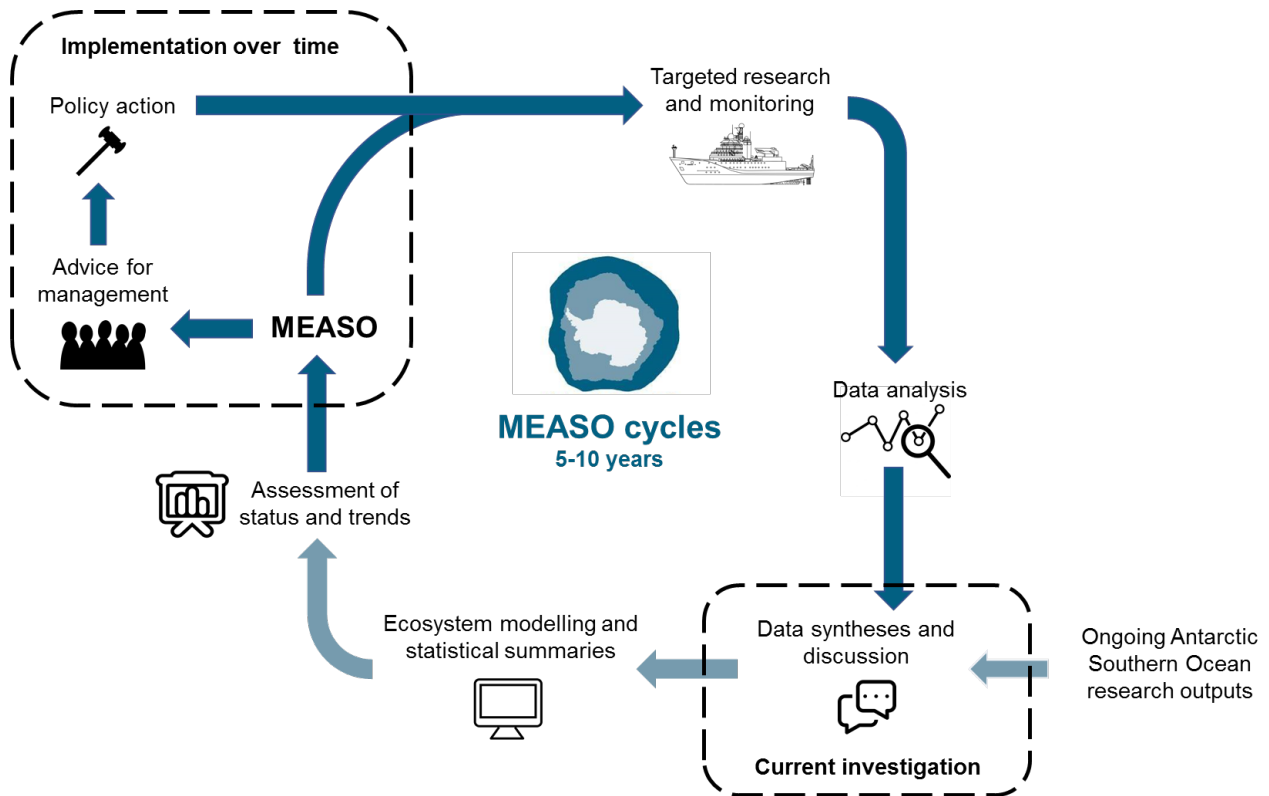 Implementation over time
Policy action
Advice for
management
MEASO
Targeted research
and monitoring
Data analysis
MEASO cycles
5-10 years
Assessment of
status and trends
Ecosystem modelling and
statistical summaries
Data syntheses and
discussion
Current investigation
Ongoing Antarctic
Southern Ocean
research outputs